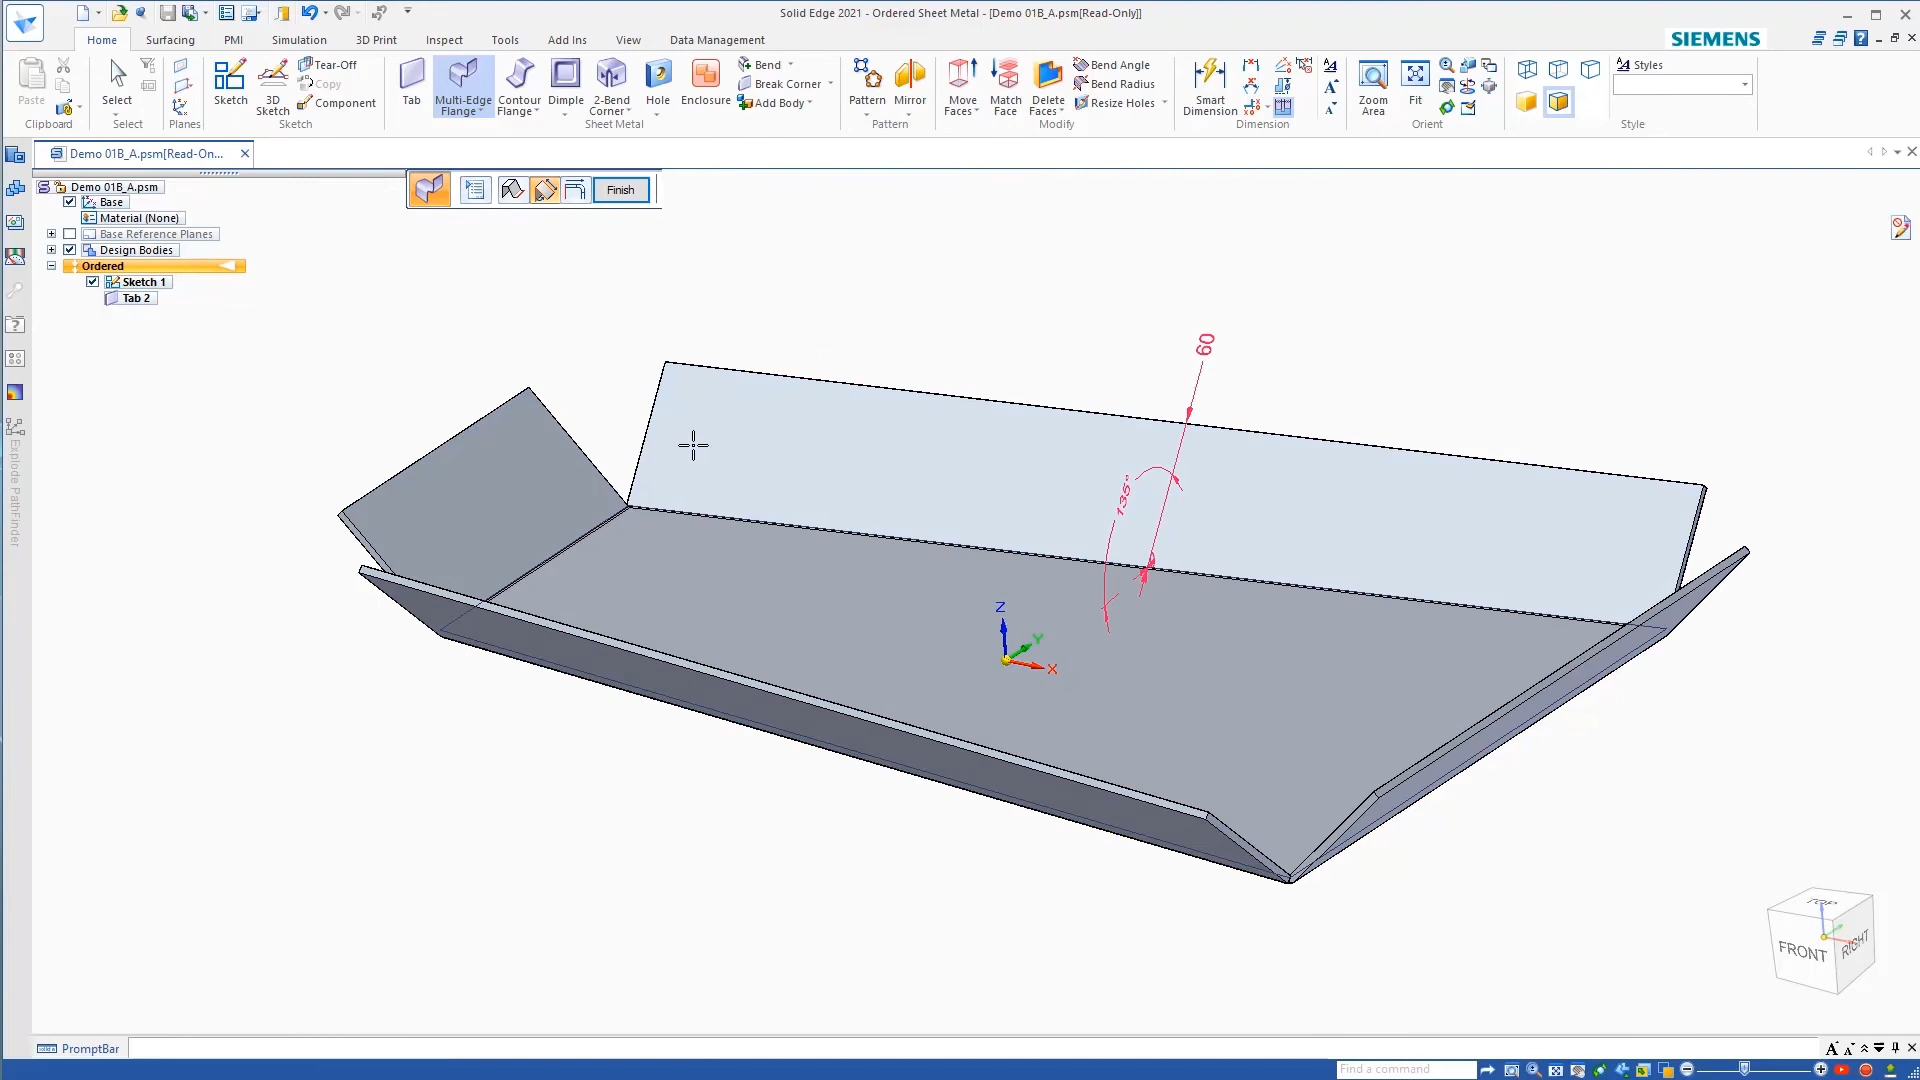 Solid Edge 2021 - Ordered Sheet Metal - [Demo 01B_A.psm[Read-Only]]
Home Surfacing PMI Simulation 3D Print Inspect Tools Add Ins View Data Management
SIEMENS
Paste
Clipboard
Select
Select
Planes
Sketch
3D Sketch
Tear-Off
Copy
Component
Sketch
Tab
Multi-Edge Flange
Contour Flange
Dimple
2-Bend Corner
Hole
Enclosure
Bend
Break Corner
Add Body
Sheet Metal
Pattern
Mirror
Pattern
Move Faces
Match Face
Delete Faces
Bend Angle
Bend Radius
Resize Holes
Modify
Smart Dimension
Dimension
Zoom Area
Fit
Orient
Styles
Style
Demo 01B_A.psm[Read-On...
Demo 01B_A.psm
Base
Material (None)
Base Reference Planes
Design Bodies
Ordered
Sketch 1
Tab 2
Finish
Explode PathFinder
60
135°
Z
Y
X
TOP
FRONT
RIGHT
PromptBar
Find a command